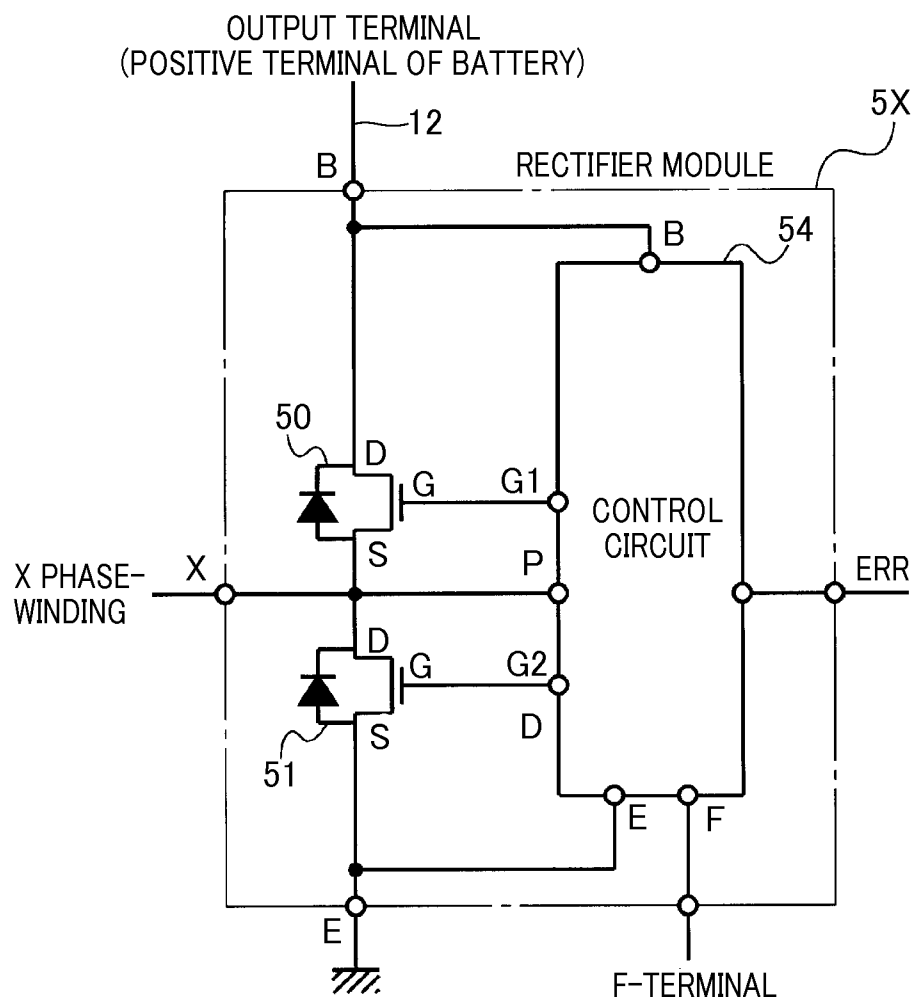 OUTPUT TERMINAL
(POSITIVE TERMINAL OF BATTERY)
12
5X
B
RECTIFIER MODULE
B
54
50
D
G
G1
CONTROL
CIRCUIT
S
P
X PHASE-
WINDING
X
ERR
D
G
G2
S
D
51
E
F
E
F-TERMINAL